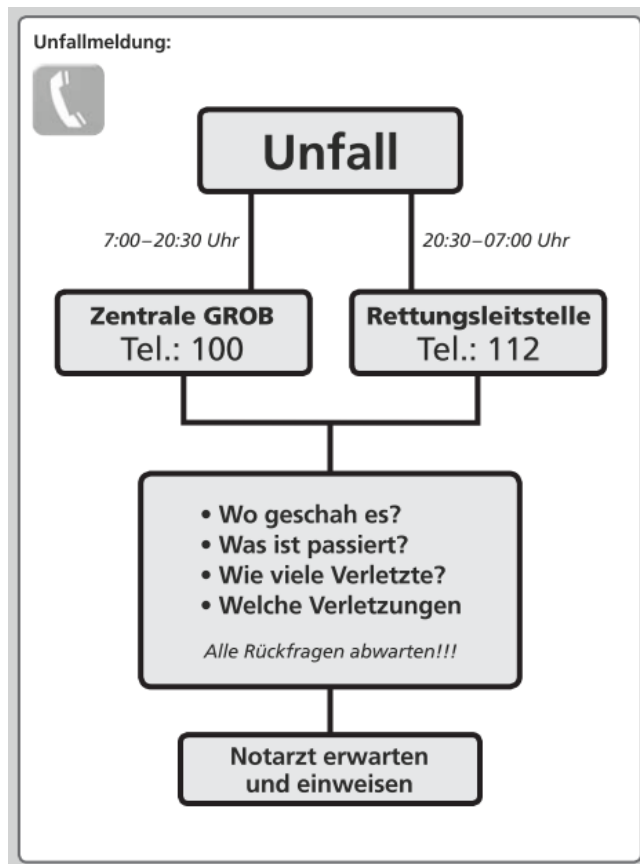 Unfallmeldung:
Unfall
7:00–20:30 Uhr
20:30–07:00 Uhr
Zentrale GROB
Tel.: 100
Rettungsleitstelle
Tel.: 112
• Wo geschah es?
• Was ist passiert?
• Wie viele Verletzte?
• Welche Verletzungen
Alle Rückfragen abwarten!!!
Notarzt erwarten
und einweisen